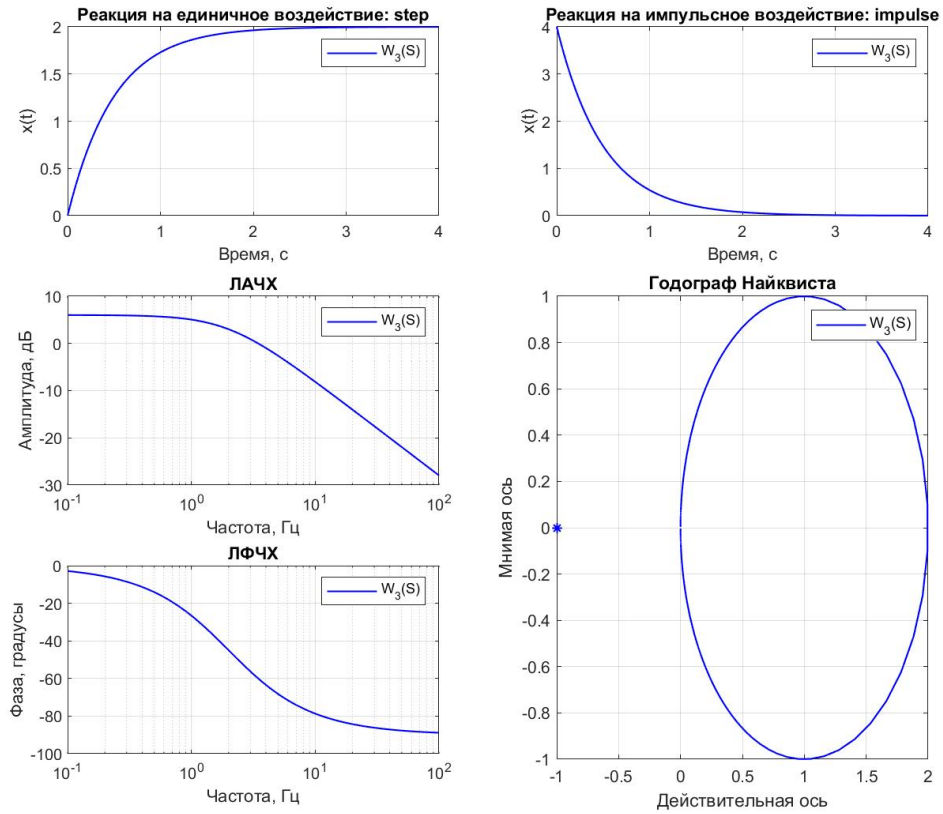 Реакция на единичное воздействие: step
2
1.5
1
0.5
0
x(t)
W3(S)
0 1 2 3 4
Время, с
Реакция на импульсное воздействие: impulse
4
3
2
1
0
x(t)
W3(S)
0 1 2 3 4
Время, с
ЛАЧХ
10
0
-10
-20
-30
Амплитуда, дБ
W3(S)
10-1 100 101 102
Частота, Гц
ЛФЧХ
0
-20
-40
-60
-80
-100
Фаза, градусы
W3(S)
10-1 100 101 102
Частота, Гц
Годограф Найквиста
1
0.8
0.6
0.4
0.2
0
-0.2
-0.4
-0.6
-0.8
-1
Мнимая ось
W3(S)
-1 -0.5 0 0.5 1 1.5 2
Действительная ось